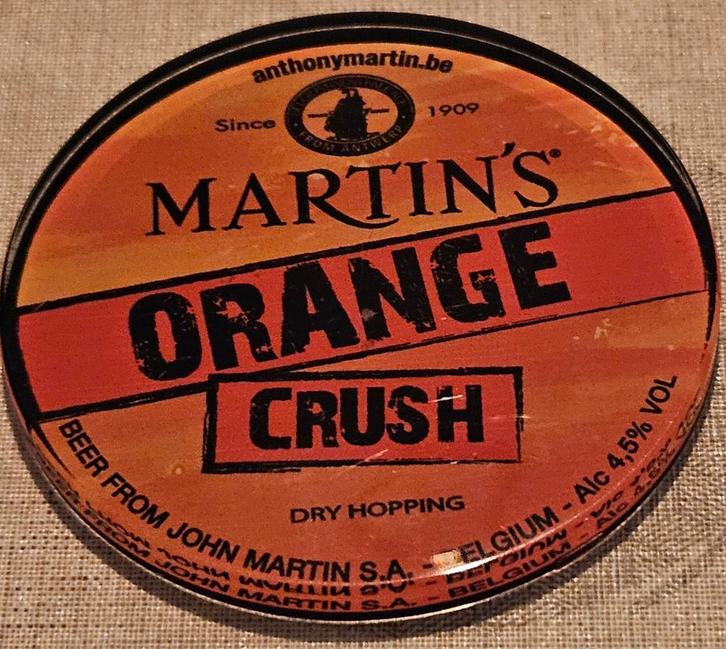 anthonymartin.be
Since 1909
FROM ANTWERP
MARTIN'S®
ORANGE
CRUSH
DRY HOPPING
BEER FROM JOHN MARTIN S.A. - BELGIUM - Alc 4,5% VOL